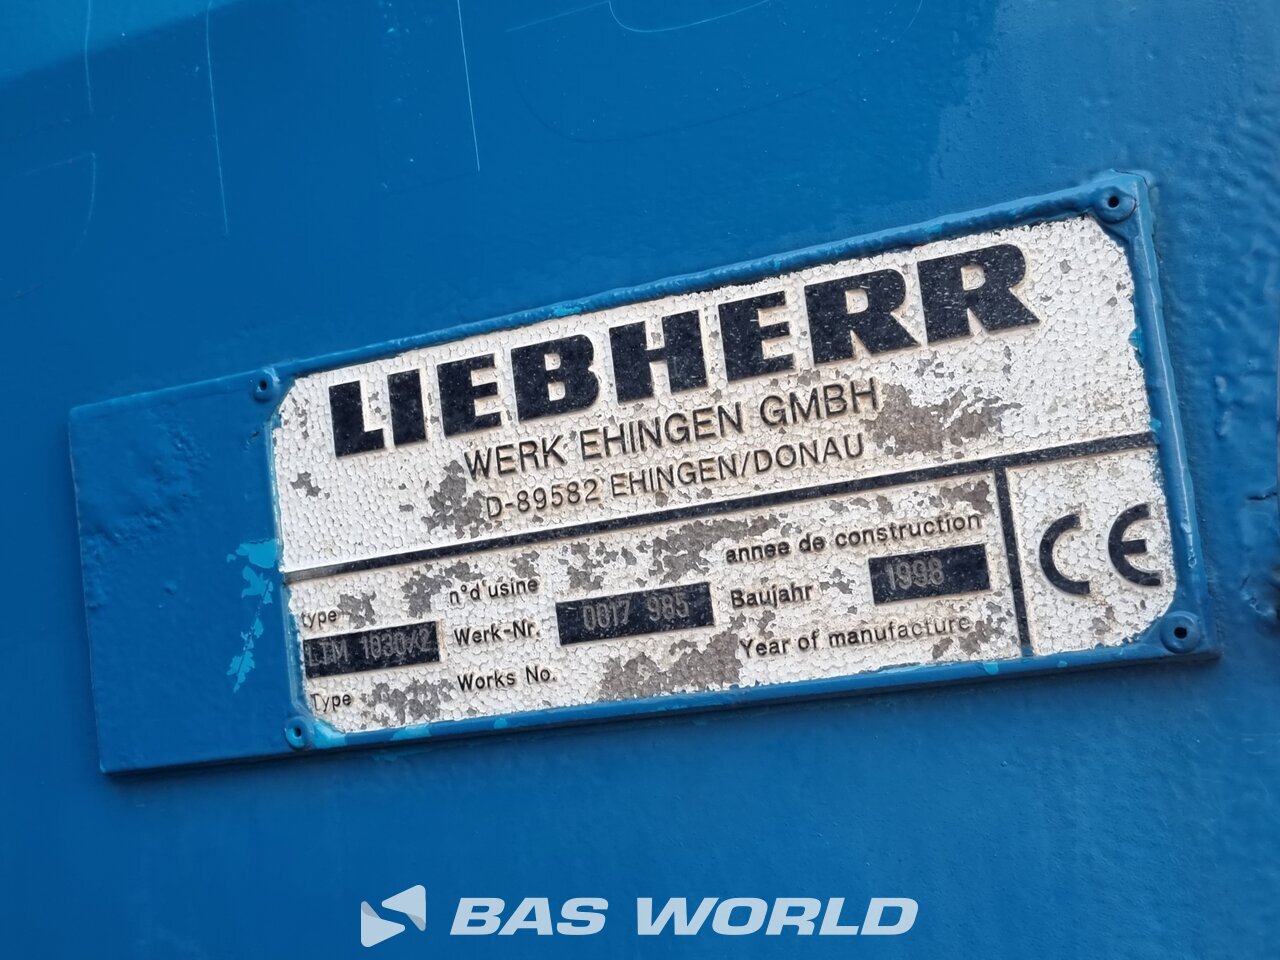 LIEBHERR
WERK EHINGEN GMBH
D-89582 EHINGEN/DONAU
type
LTM 1030/2
Type
n°d'usine
Werk-Nr.
Works No.
0017 985
annee de construction
Baujahr
Year of manufacture
1998
CE
BAS WORLD